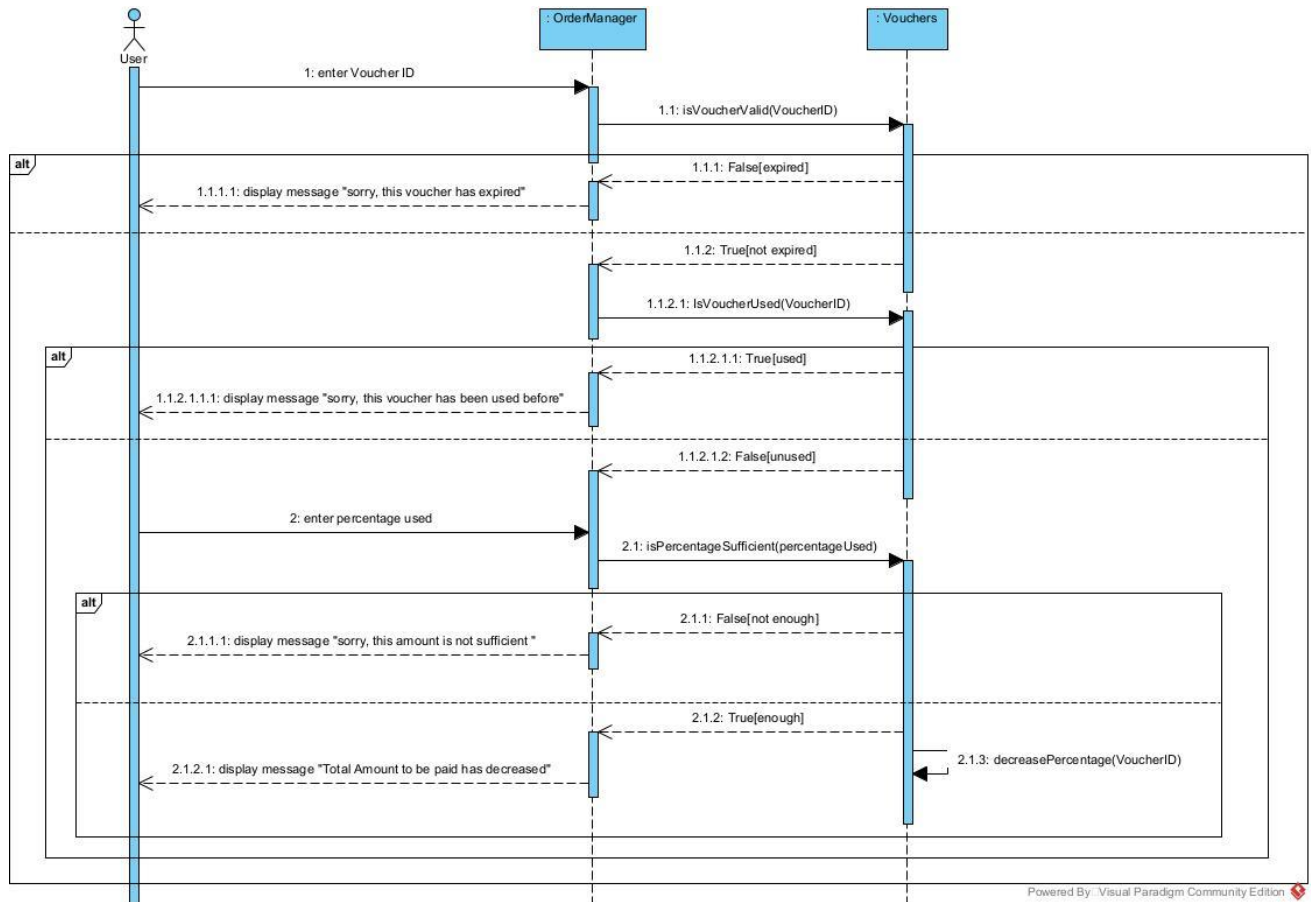 : OrderManager
: Vouchers
User
1: enter Voucher ID
1.1: isVoucherValid(VoucherID)
alt
1.1.1: False[expired]
1.1.1.1: display message "sorry, this voucher has expired"
1.1.2: True[not expired]
1.1.2.1: IsVoucherUsed(VoucherID)
alt
1.1.2.1.1: True[used]
1.1.2.1.1.1: display message "sorry, this voucher has been used before"
1.1.2.1.2: False[unused]
2: enter percentage used
2.1: isPercentageSufficient(percentageUsed)
alt
2.1.1: False[not enough]
2.1.1.1: display message "sorry, this amount is not sufficient "
2.1.2: True[enough]
2.1.3: decreasePercentage(VoucherID)
2.1.2.1: display message "Total Amount to be paid has decreased"
Powered By Visual Paradigm Community Edition